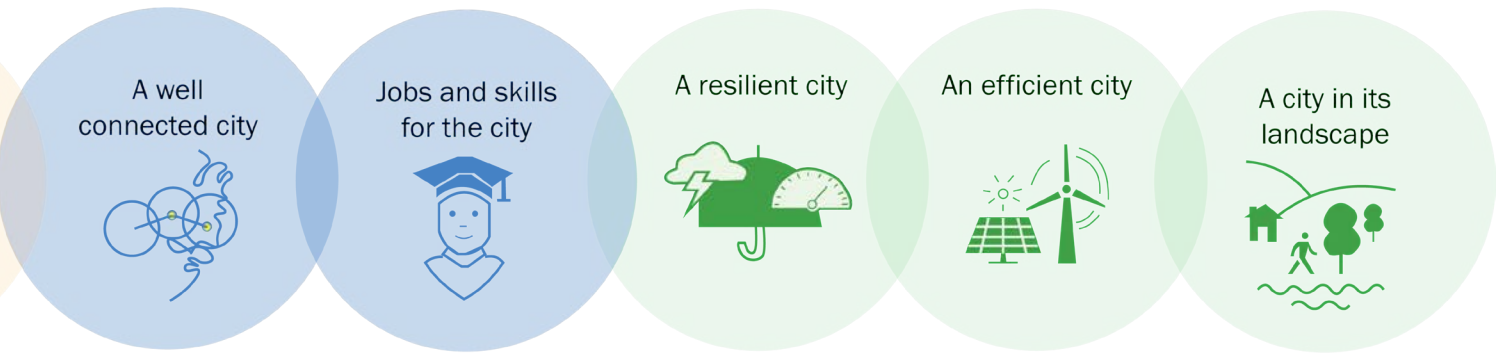 A well
connected city
Jobs and skills
for the city
A resilient city
An efficient city
A city in its
landscape